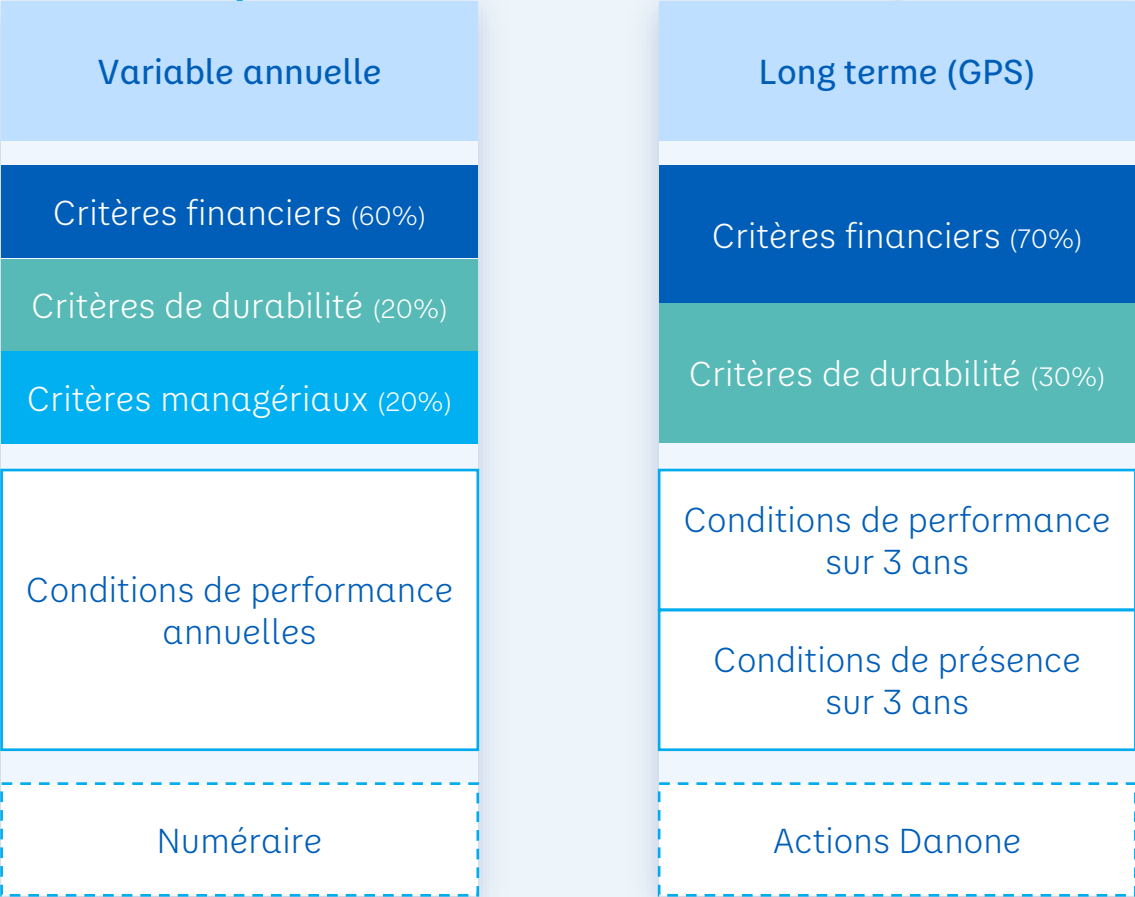 Variable annuelle
Critères financiers (60%)
Critères de durabilité (20%)
Critères managériaux (20%)
Conditions de performance
annuelles
Numéraire
Long terme (GPS)
Critères financiers (70%)
Critères de durabilité (30%)
Conditions de performance
sur 3 ans
Conditions de présence
sur 3 ans
Actions Danone